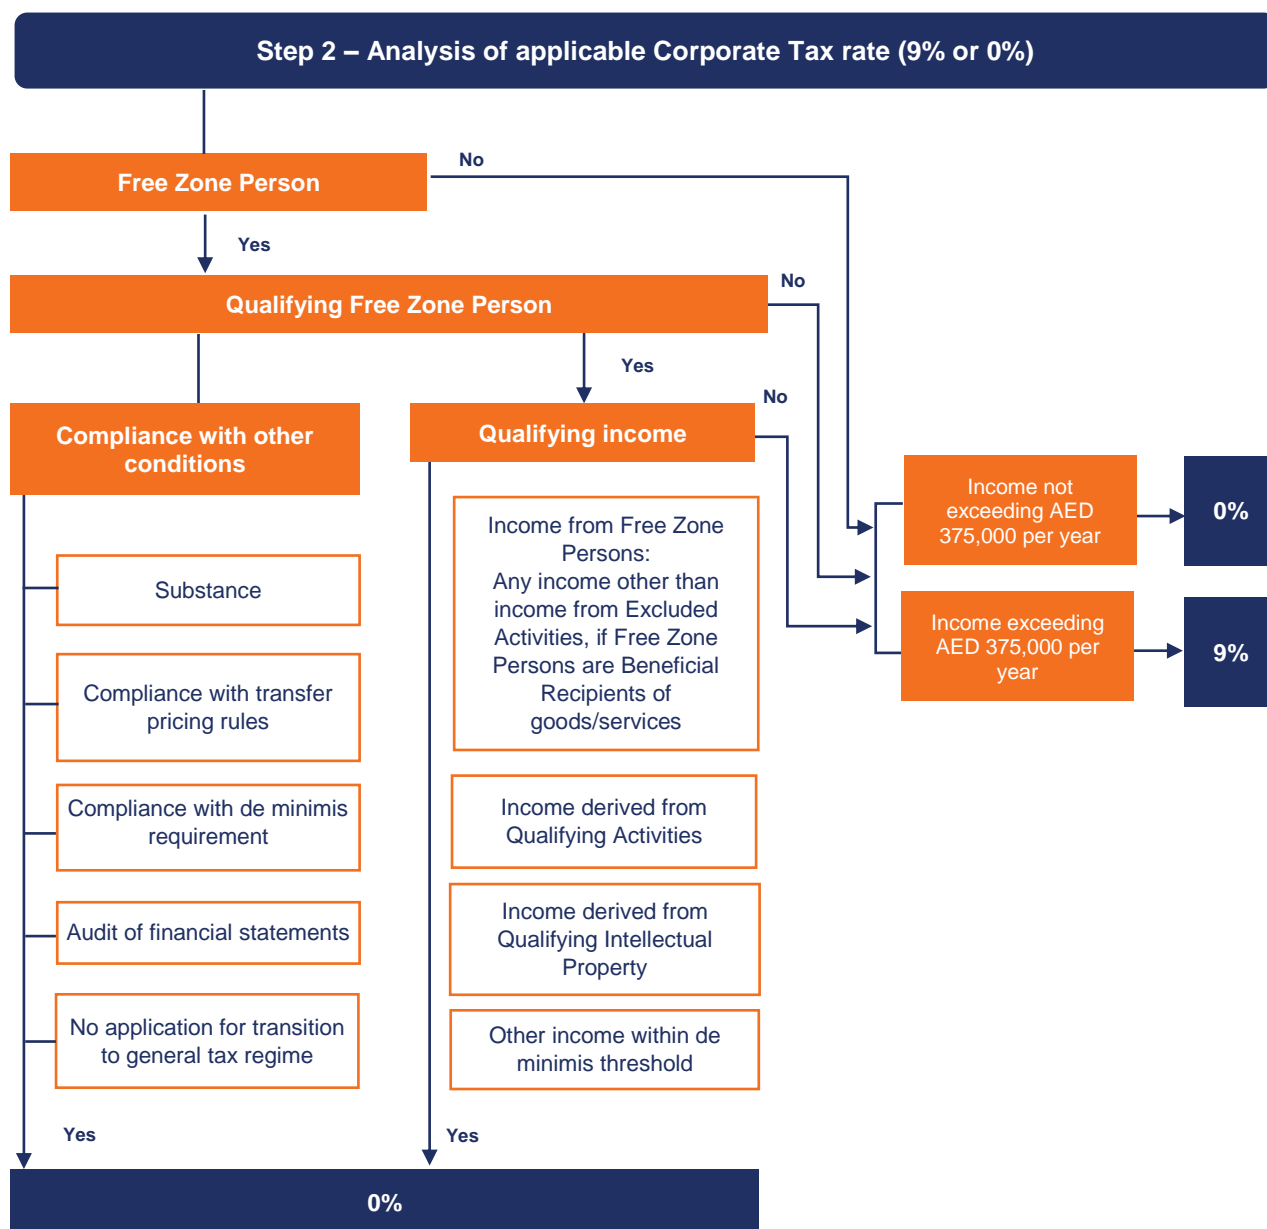 Step 2 – Analysis of applicable Corporate Tax rate (9% or 0%)
No
Free Zone Person
Yes
No
Qualifying Free Zone Person
Yes
No
Compliance with other
conditions
Substance
Compliance with transfer
pricing rules
Compliance with de minimis
requirement
Audit of financial statements
No application for transition
to general tax regime
Yes
Qualifying income
Income from Free Zone
Persons:
Any income other than
income from Excluded
Activities, if Free Zone
Persons are Beneficial
Recipients of
goods/services
Income derived from
Qualifying Activities
Income derived from
Qualifying Intellectual
Property
Other income within de
minimis threshold
Yes
0%
Income not
exceeding AED
375,000 per year
0%
Income exceeding
AED 375,000 per
year
9%